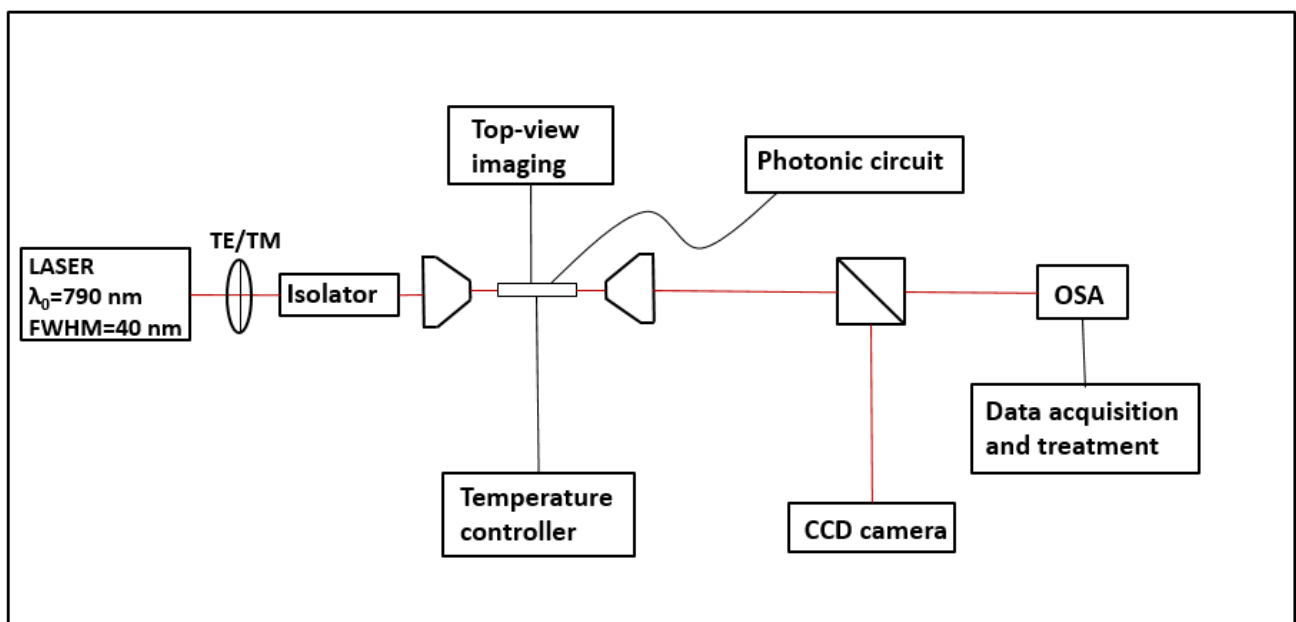 Top-view
imaging
Photonic circuit
TE/TM
LASER
λ₀=790 nm
FWHM=40 nm
Isolator
OSA
Data acquisition
and treatment
Temperature
controller
CCD camera